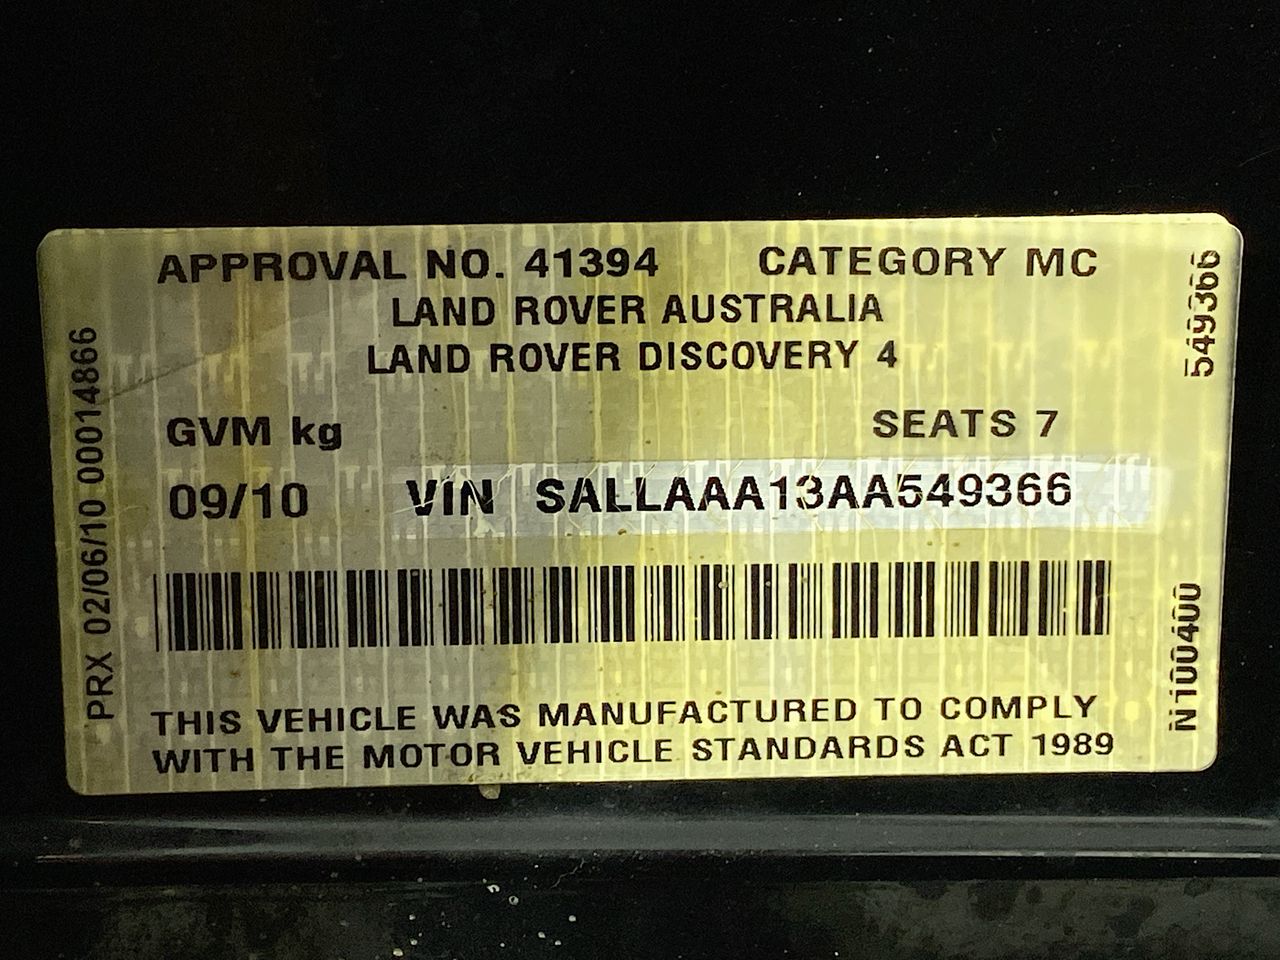 APPROVAL NO. 41394 CATEGORY MC
LAND ROVER AUSTRALIA
LAND ROVER DISCOVERY 4
GVM kg SEATS 7
09/10 VIN SALLAAA13AA549366
THIS VEHICLE WAS MANUFACTURED TO COMPLY
WITH THE MOTOR VEHICLE STANDARDS ACT 1989
PRX 02/06/10 00014866
549366
N100400